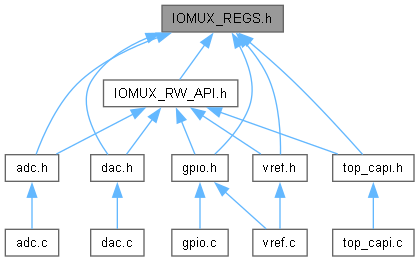 IOMUX_REGS.h
IOMUX_RW_API.h
adc.h
dac.h
gpio.h
vref.h
top_capi.h
adc.c
dac.c
gpio.c
vref.c
top_capi.c